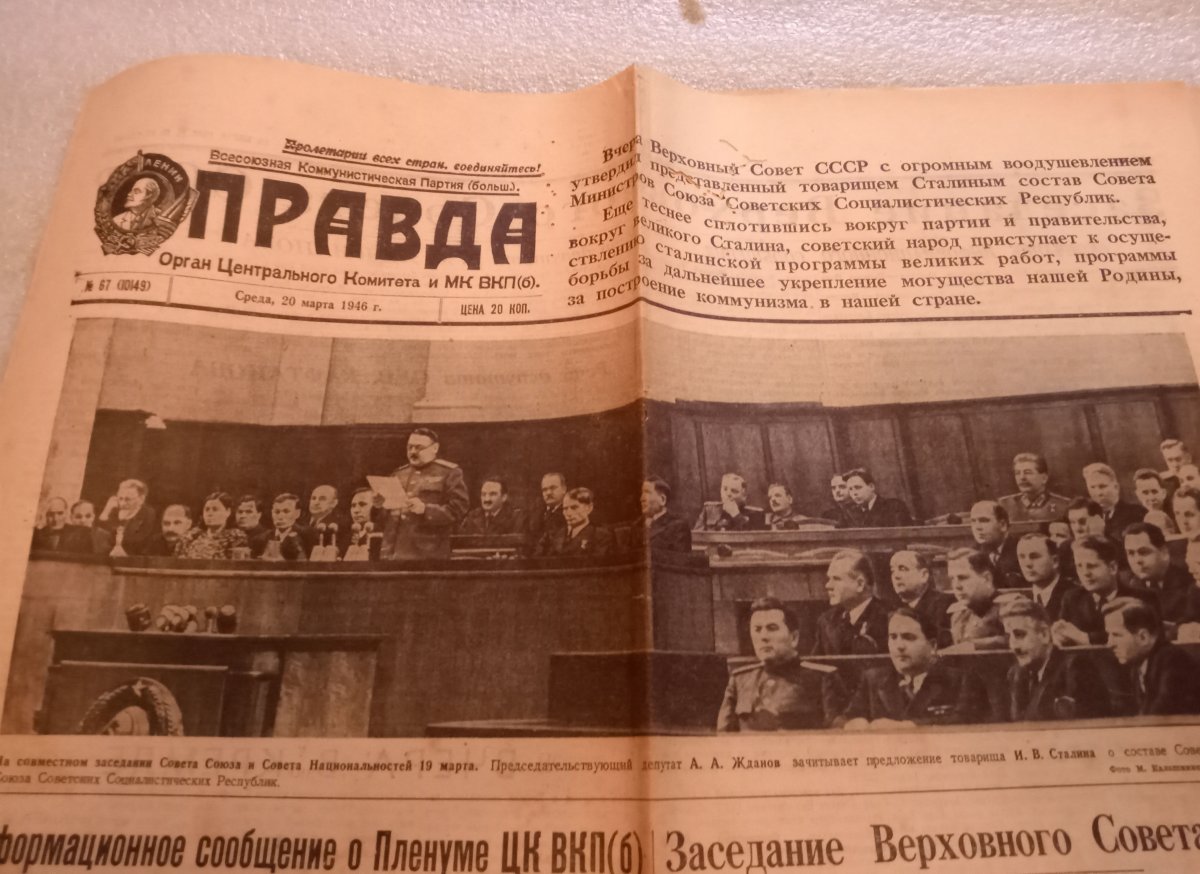 Пролетарии всех стран, соединяйтесь!
Всесоюзная Коммунистическая Партия (больш.).
ЛЕНИН
ПРАВДА
Орган Центрального Комитета и МК ВКП(б).
№ 67 (10149)
Среда, 20 марта 1946 г.
ЦЕНА 20 КОП.
Вчера Верховный Совет СССР с огромным воодушевлением
утвердил представленный товарищем Сталиным состав Совета
Министров Союза Советских Социалистических Республик.
Еще теснее сплотившись вокруг партии и правительства,
вокруг великого Сталина, советский народ приступает к осуще-
ствлению сталинской программы великих работ, программы
борьбы за дальнейшее укрепление могущества нашей Родины,
за построение коммунизма в нашей стране.
На совместном заседании Совета Союза и Совета Национальностей 19 марта. Председательствующий депутат А. А. Жданов зачитывает предложение товарища И. В. Сталина о составе Сове
Союза Советских Социалистических Республик.
Фото М. Калашник
формационное сообщение о Пленуме ЦК ВКП(б)
Заседание Верховного Совета